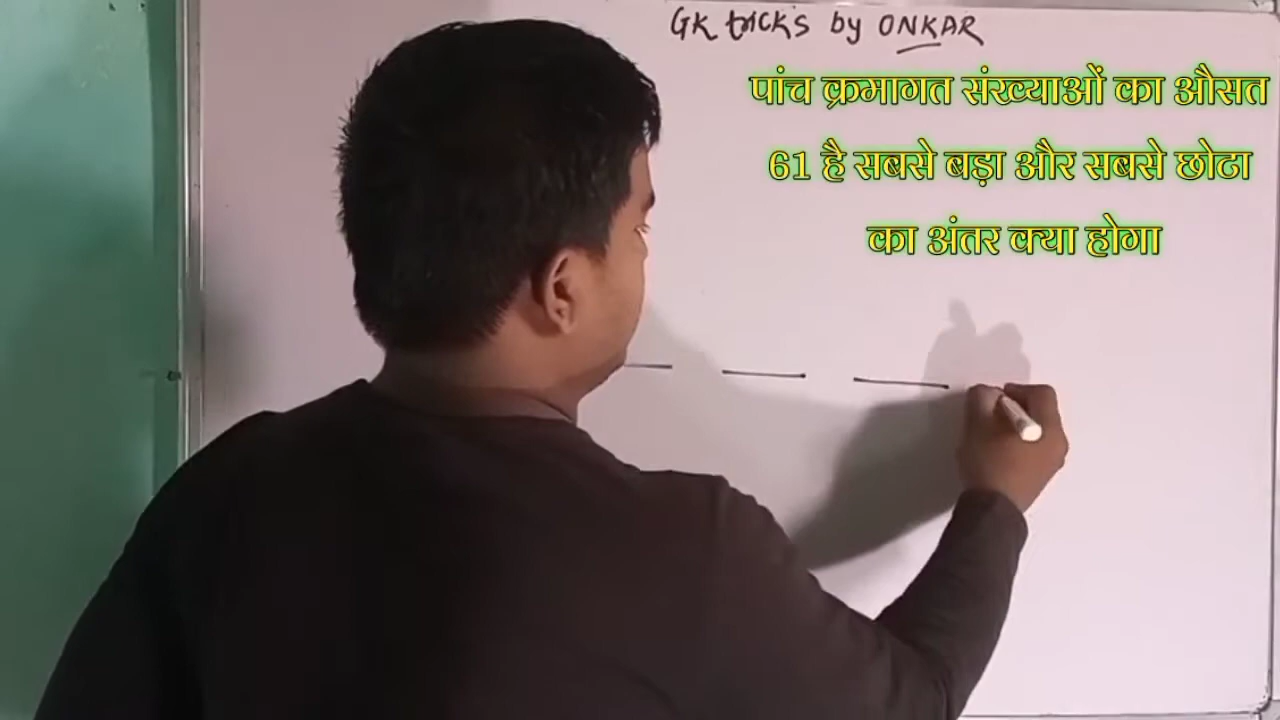 GK tricks by ONKAR
पांच क्रमागत संख्याओं का औसत
61 है सबसे बड़ा और सबसे छोटा
का अंतर क्या होगा